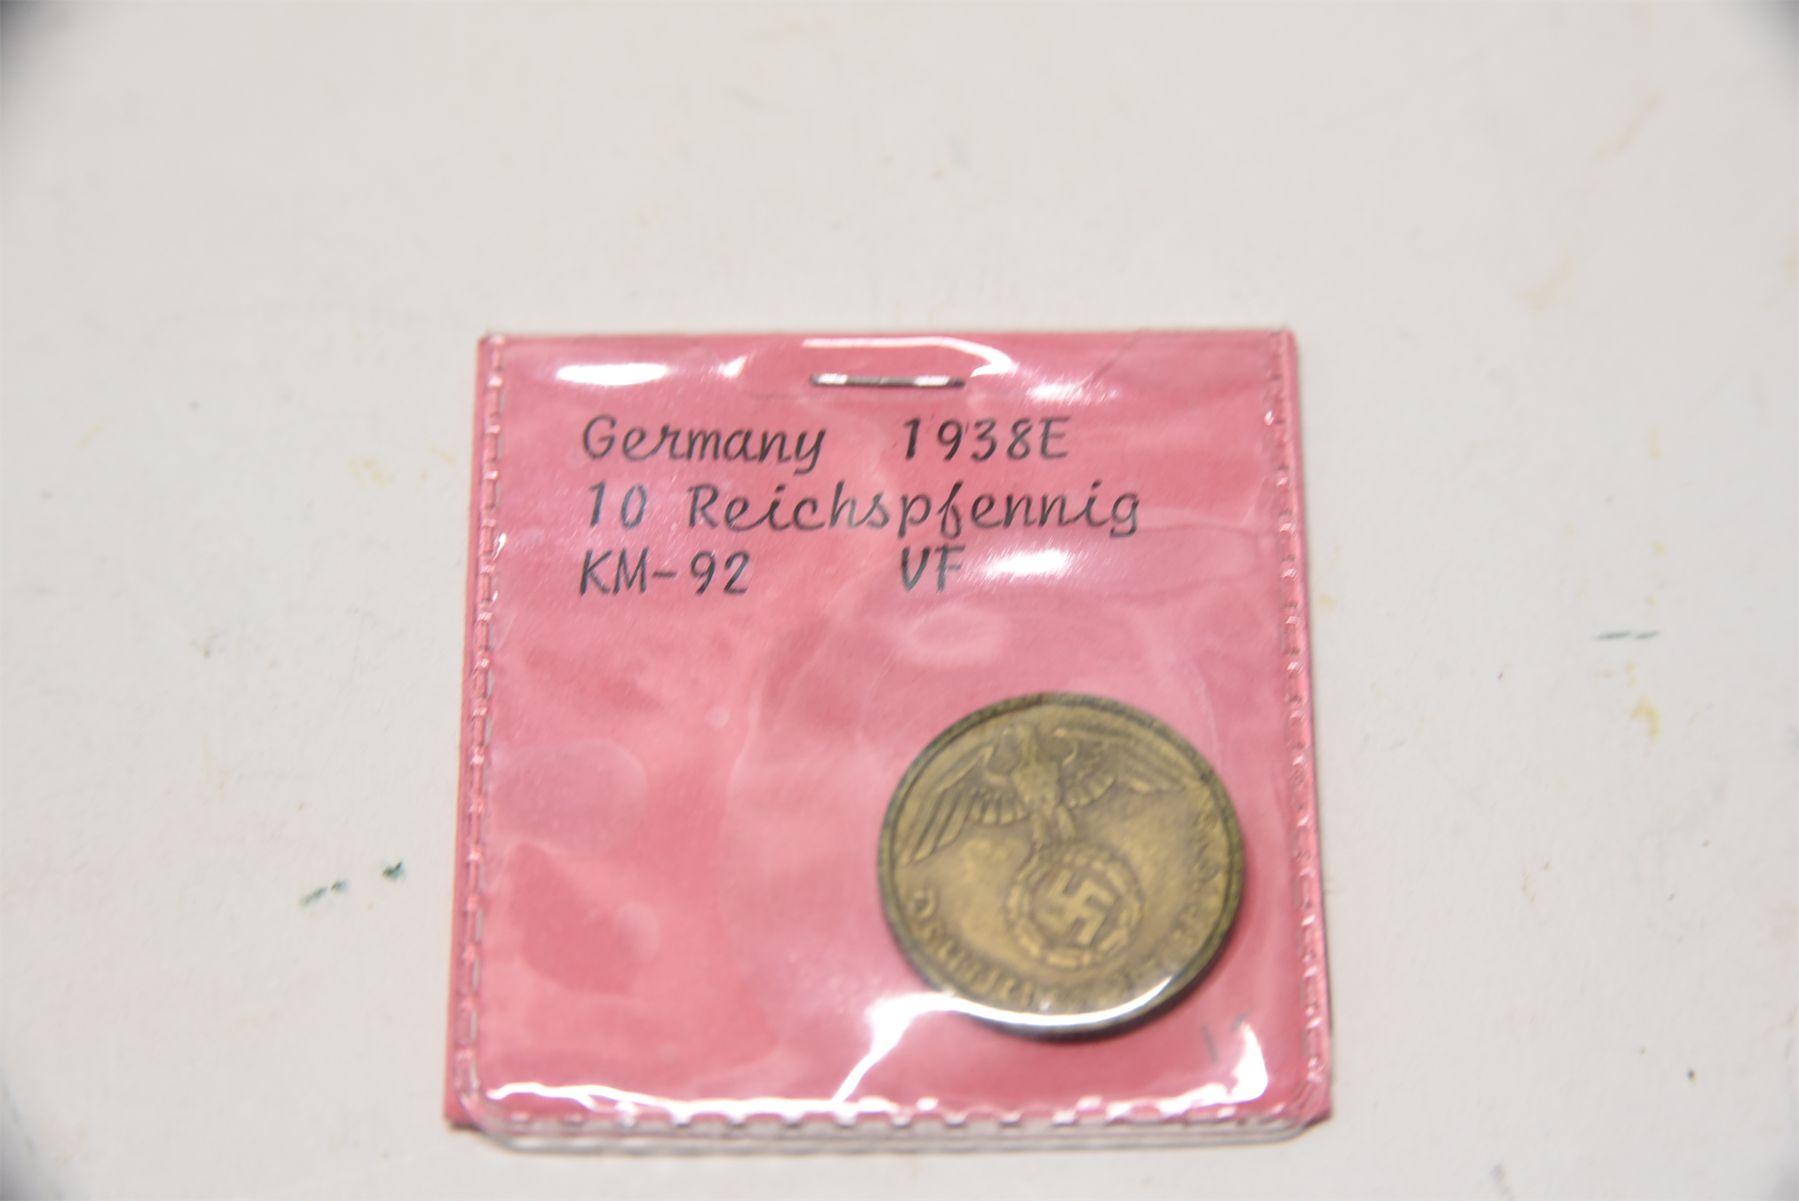 Germany 1938E
10 Reichspfennig
KM-92 VF